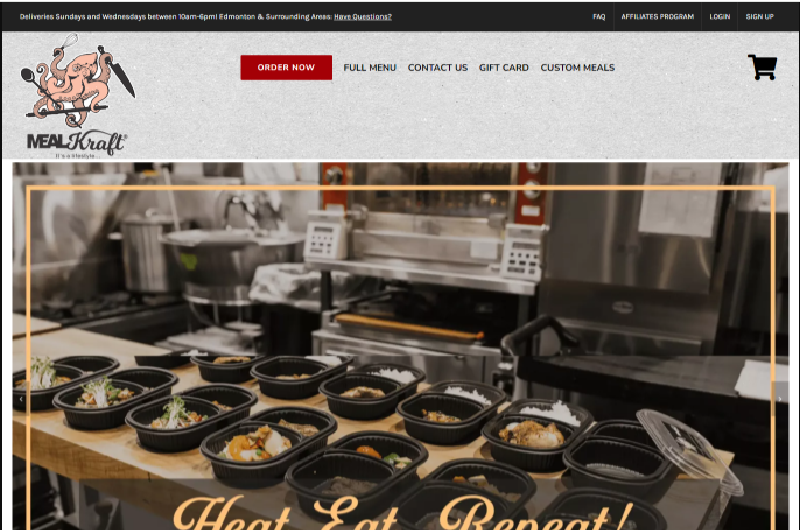 Deliveries Sundays and Wednesdays between 10am-6pm! Edmonton & Surrounding Areas: Have Questions?
FAQ AFFILIATES PROGRAM LOGIN SIGN UP
ORDER NOW FULL MENU CONTACT US GIFT CARD CUSTOM MEALS
MEALKraft®
It's a lifestyle...
Heat, Eat, Repeat!